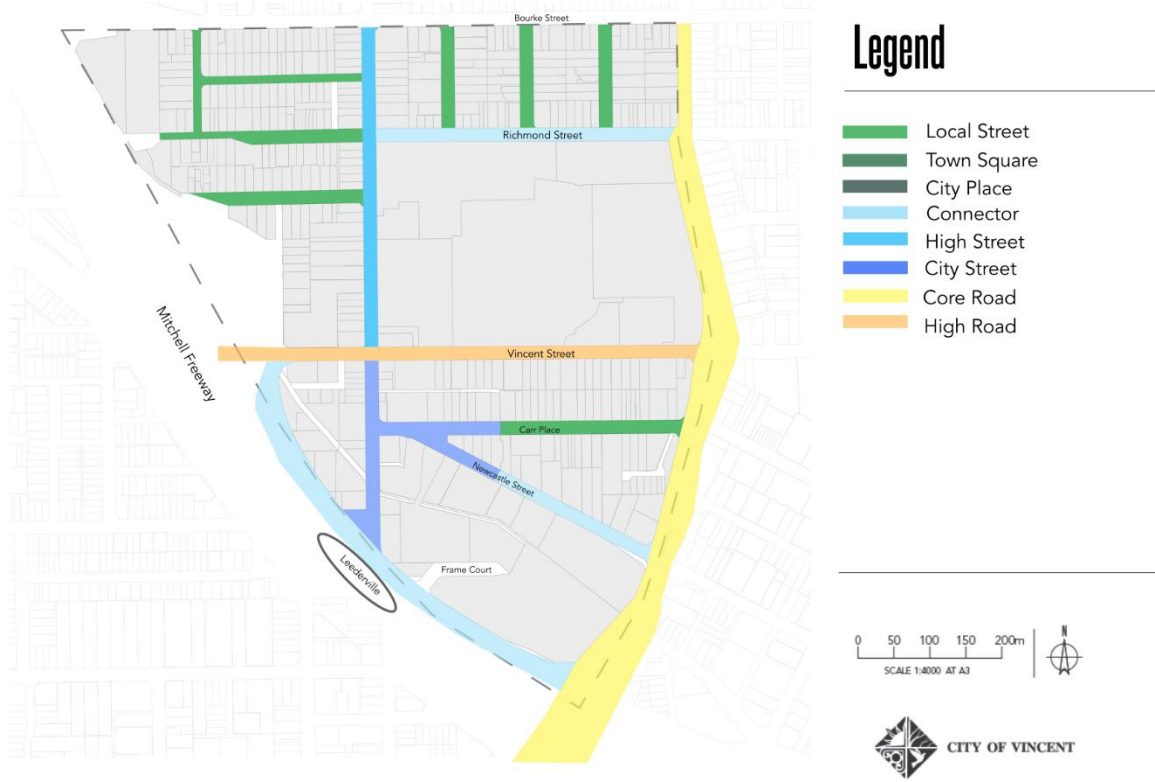 Bourke Street
Richmond Street
Mitchell Freeway
Vincent Street
Carr Place
Newcastle Street
Leederville
Frame Court
Legend
Local Street
Town Square
City Place
Connector
High Street
City Street
Core Road
High Road
0 50 100 150 200m
N
SCALE 1:4000 AT A3
CITY OF VINCENT